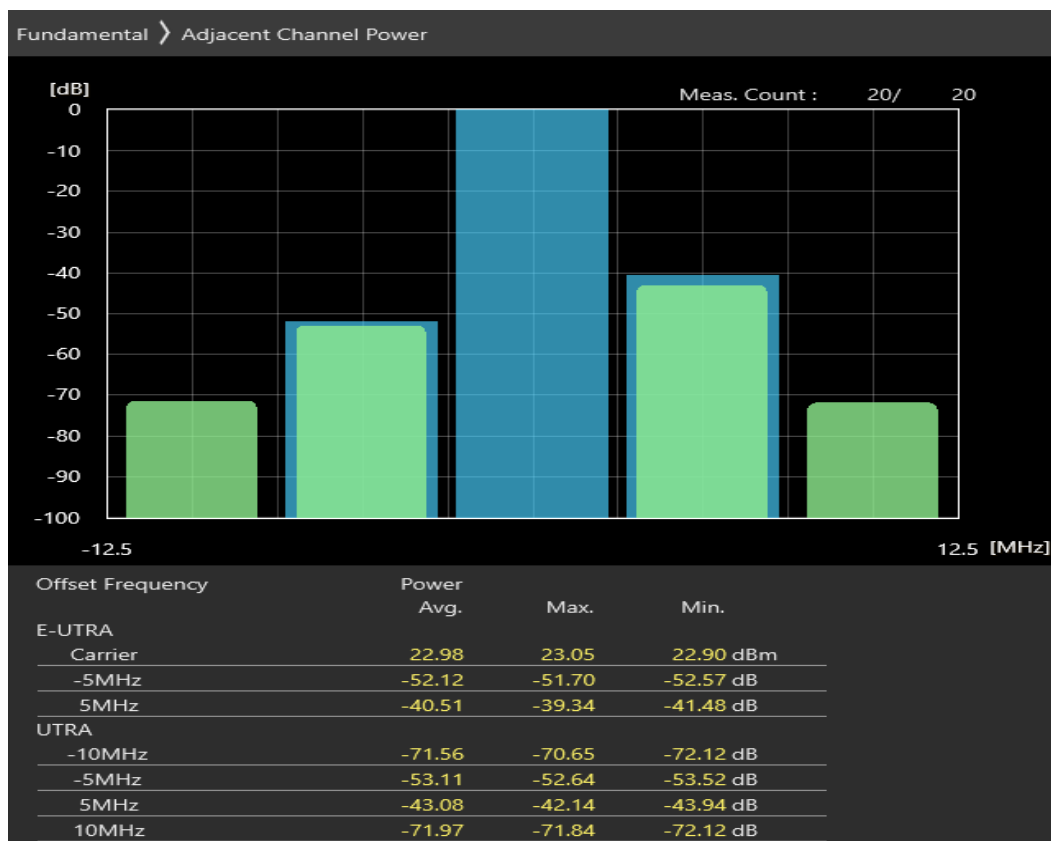 Fundamental 〉 Adjacent Channel Power
[dB]
Meas. Count : 20/ 20
0
-10
-20
-30
-40
-50
-60
-70
-80
-90
-100
-12.5 12.5 [MHz]
Offset Frequency Power
Avg. Max. Min.
E-UTRA
Carrier 22.98 23.05 22.90 dBm
-5MHz -52.12 -51.70 -52.57 dB
5MHz -40.51 -39.34 -41.48 dB
UTRA
-10MHz -71.56 -70.65 -72.12 dB
-5MHz -53.11 -52.64 -53.52 dB
5MHz -43.08 -42.14 -43.94 dB
10MHz -71.97 -71.84 -72.12 dB